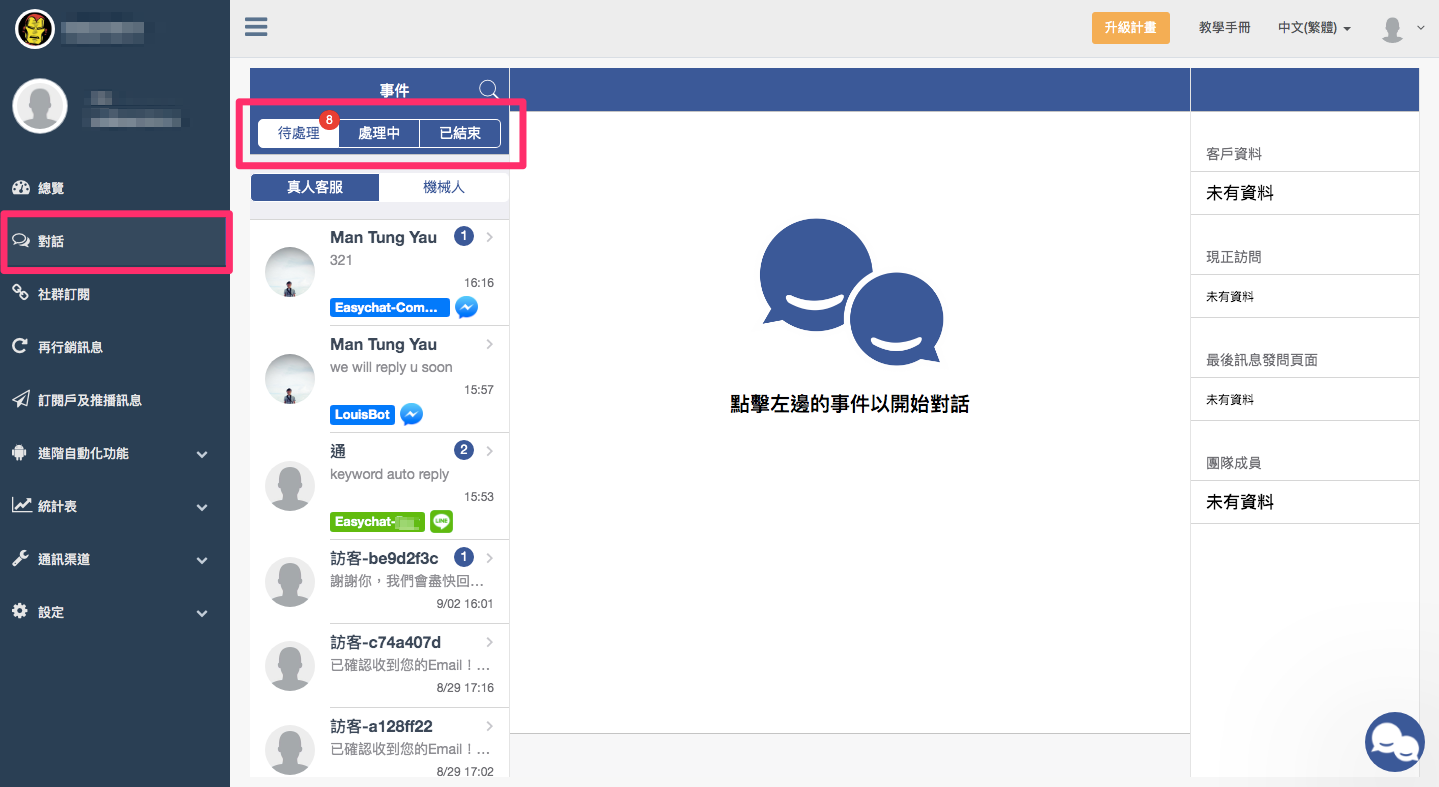 升級計畫
教學手冊
中文(繁體)
總覽
對話
社群訂閱
再行銷訊息
訂閱戶及推播訊息
進階自動化功能
統計表
通訊渠道
設定
事件
待處理 8 處理中 已結束
真人客服 機械人
Man Tung Yau 1
321
16:16
Easychat-Com...
Man Tung Yau
we will reply u soon
15:57
LouisBot
通 2
keyword auto reply
15:53
Easychat-
LINE
訪客-be9d2f3c 1
謝謝你，我們會盡快回...
9/02 16:01
訪客-c74a407d
已確認收到您的Email！...
8/29 17:16
訪客-a128ff22
已確認收到您的Email！...
8/29 17:02
點擊左邊的事件以開始對話
客戶資料
未有資料
現正訪問
未有資料
最後訊息發問頁面
未有資料
團隊成員
未有資料